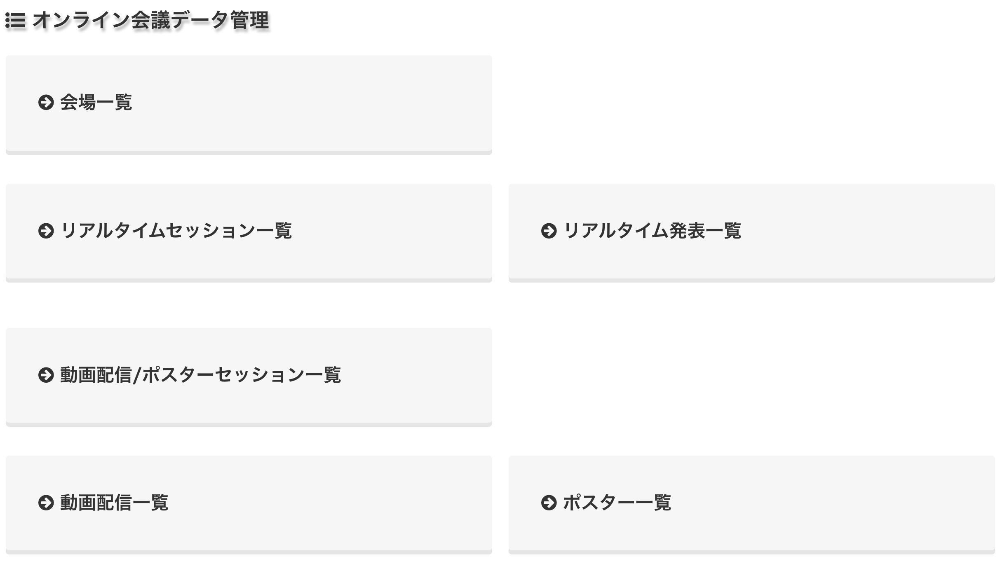 オンライン会議データ管理
会場一覧
リアルタイムセッション一覧
リアルタイム発表一覧
動画配信/ポスターセッション一覧
動画配信一覧
ポスター一覧